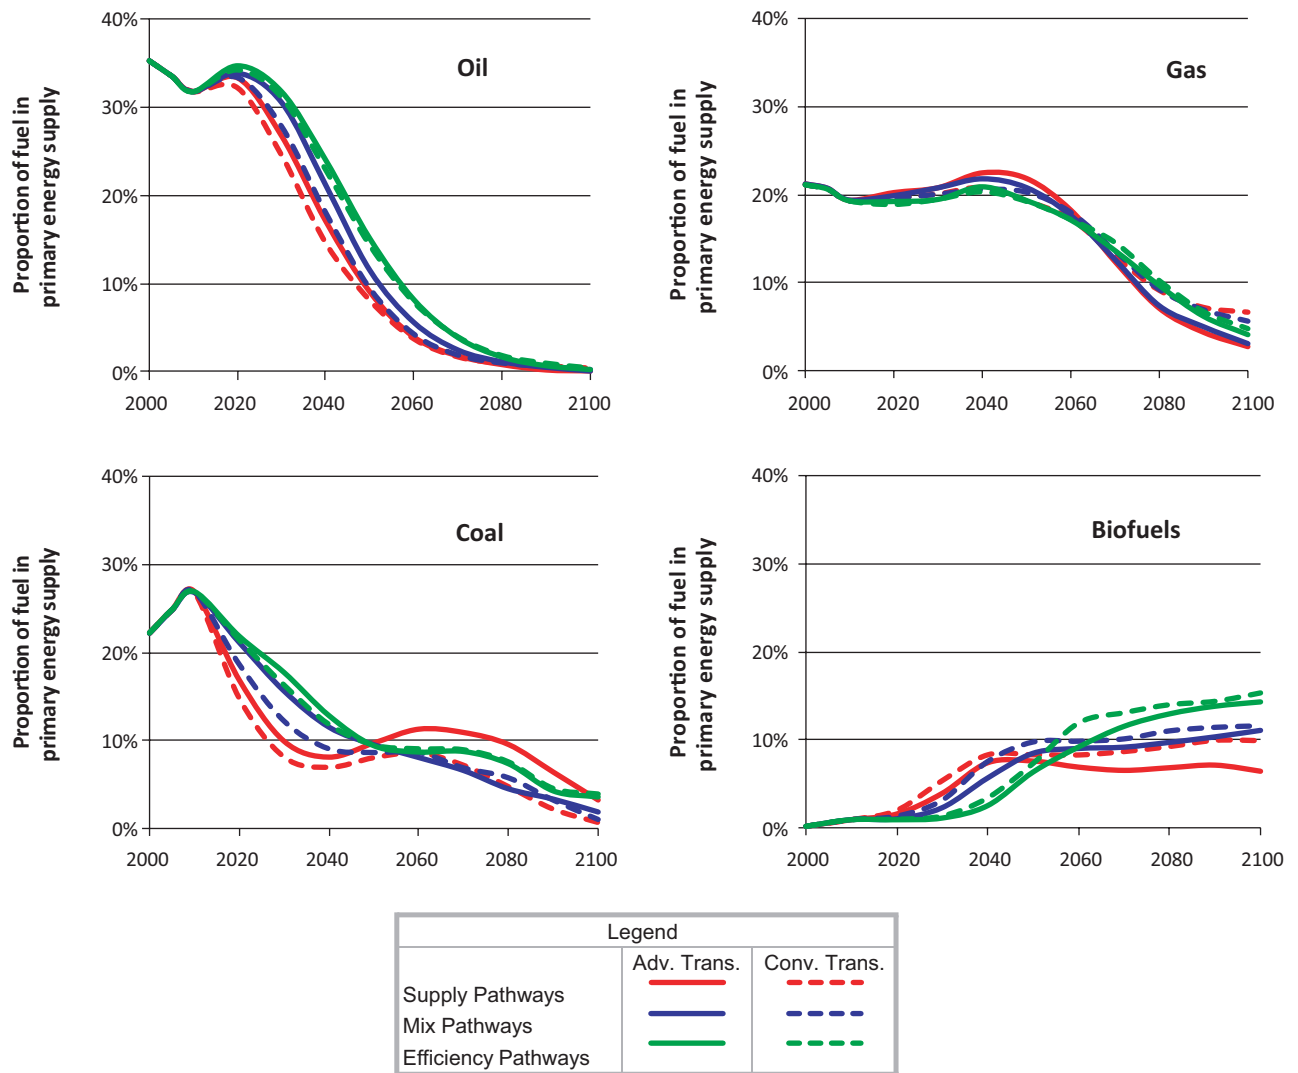 Oil
Proportion of fuel in
primary energy supply
40%
30%
20%
10%
0%
2000 2020 2040 2060 2080 2100
Gas
Proportion of fuel in
primary energy supply
40%
30%
20%
10%
0%
2000 2020 2040 2060 2080 2100
Coal
Proportion of fuel in
primary energy supply
40%
30%
20%
10%
0%
2000 2020 2040 2060 2080 2100
Biofuels
Proportion of fuel in
primary energy supply
40%
30%
20%
10%
0%
2000 2020 2040 2060 2080 2100
Legend
Adv. Trans. Conv. Trans.
Supply Pathways
Mix Pathways
Efficiency Pathways